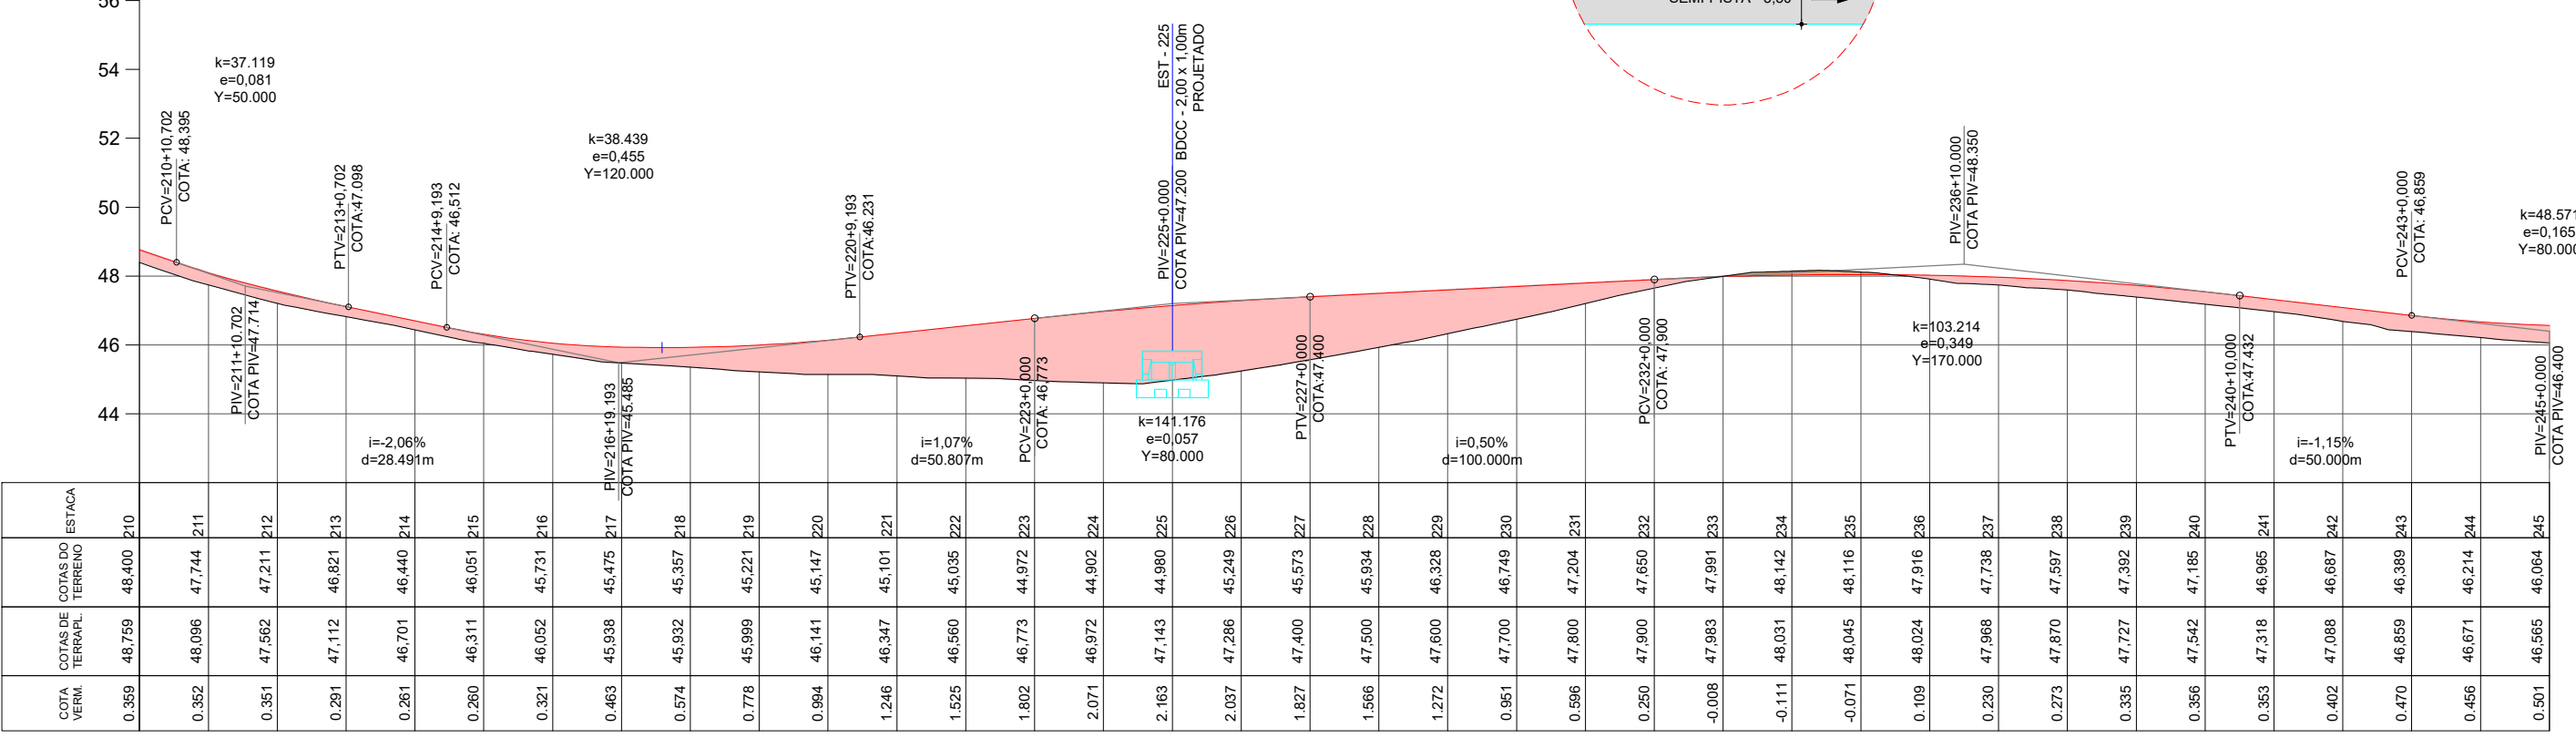 56
54
52
50
48
46
44
k=37.119
e=0,081
Y=50.000
k=38.439
e=0,455
Y=120.000
EST - 225
BDCC - 2,00 x 1,00m
PROJETADO
k=48.571
e=0,165
Y=80.000
PCV=210+10,702
COTA: 48,395
PIV=211+10.702
COTA PIV=47.714
PTV=213+0,702
COTA:47.098
PCV=214+9,193
COTA: 46,512
PIV=216+19.193
COTA PIV=45.485
PTV=220+9,193
COTA:46.231
PCV=223+0,000
COTA: 46,773
PIV=225+0.000
COTA PIV=47.200
PTV=227+0,000
COTA:47.400
PCV=232+0,000
COTA: 47,900
PIV=236+10.000
COTA PIV=48.350
PTV=240+10,000
COTA:47.432
PCV=243+0,000
COTA: 46,859
PIV=245+0.000
COTA PIV=46.400
k=141.176
e=0,057
Y=80.000
k=103.214
e=0,349
Y=170.000
i=-2,06%
d=28.491m
i=1,07%
d=50.807m
i=0,50%
d=100.000m
i=-1,15%
d=50.000m
ESTACA 210 211 212 213 214 215 216 217 218 219 220 221 222 223 224 225 226 227 228 229 230 231 232 233 234 235 236 237 238 239 240 241 242 243 244 245
COTAS DO
TERRENO 48,400 47,744 47,211 46,821 46,440 46,051 45,731 45,475 45,357 45,221 45,147 45,101 45,035 44,972 44,902 44,980 45,249 45,573 45,934 46,328 46,749 47,204 47,650 47,991 48,142 48,116 47,916 47,738 47,597 47,392 47,185 46,965 46,687 46,389 46,214 46,064
COTAS DE
TERRAPL. 48,759 48,096 47,562 47,112 46,701 46,311 46,052 45,938 45,932 45,999 46,141 46,347 46,560 46,773 46,972 47,143 47,286 47,400 47,500 47,600 47,700 47,800 47,900 47,983 48,031 48,045 48,024 47,968 47,870 47,727 47,542 47,318 47,088 46,859 46,671 46,565
COTA
VERM. 0.359 0.352 0.351 0.291 0.261 0.260 0.321 0.463 0.574 0.778 0.994 1.246 1.525 1.802 2.071 2.163 2.037 1.827 1.566 1.272 0.951 0.596 0.250 -0.008 -0.111 -0.071 0.109 0.230 0.273 0.335 0.356 0.353 0.402 0.470 0.456 0.501